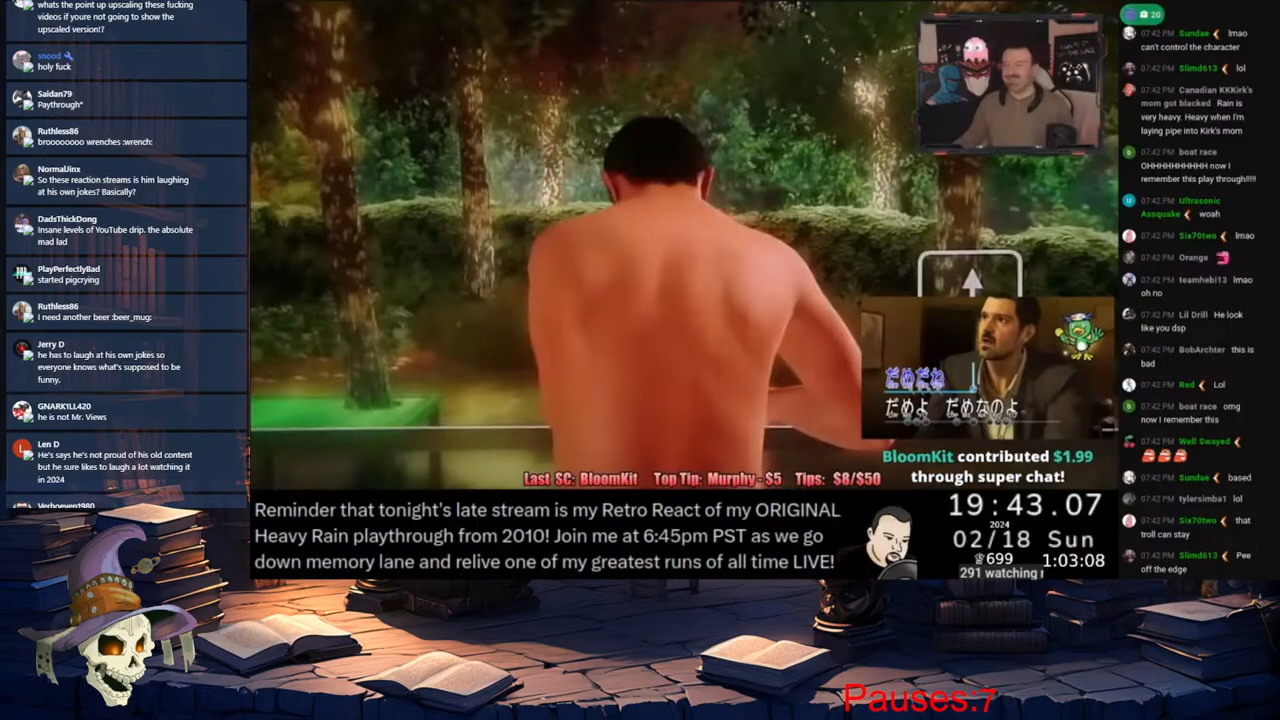 whats the point up upscaling these fucking
videos if youre not going to show the
upscaled version!?
snood
holy fuck
Saidan79
Paythrough*
Ruthless86
broooooooo wrenches :wrench:
NormalJinx
So these reaction streams is him laughing
at his own jokes? Basically?
DadsThickDong
Insane levels of YouTube drip. the absolute
mad lad
PlayPerfectlyBad
started pigcrying
Ruthless86
I need another beer :beer_mug:
Jerry D
he has to laugh at his own jokes so
everyone knows what's supposed to be
funny.
GNARK1LL420
he is not Mr. Views
Len D
He's says he's not proud of his old content
but he sure likes to laugh a lot watching it
in 2024
Verhoeven1980
だめだね
だめよ だめなのよ
BloomKit contributed $1.99
through super chat!
Last SC: BloomKit Top Tip: Murphy - $5 Tips: $8/$50
Reminder that tonight's late stream is my Retro React of my ORIGINAL
Heavy Rain playthrough from 2010! Join me at 6:45pm PST as we go
down memory lane and relive one of my greatest runs of all time LIVE!
19:43.07
2024
02/18 Sun
699
1:03:08
291 watching
20
07:42 PM Sundae lmao
can't control the character
07:42 PM Slimd613 lol
07:42 PM Canadian KKKirk's
mom got blacked Rain is
very heavy. Heavy when I'm
laying pipe into Kirk's mom
07:42 PM boat race
OHHHHHHHHH now I
remember this play through!!!!!
07:42 PM Ultrasonic
Assquake woah
07:42 PM Six70two lmao
07:42 PM Orange
07:42 PM teamhebi13 lmao
oh no
07:42 PM Lil Drill He look
like you dsp
07:42 PM BobArchter this is
bad
07:42 PM Red Lol
07:42 PM boat race omg
now I remember this
07:42 PM Well Swayed
07:42 PM Sundae based
07:42 PM tylersimba1 lol
07:42 PM Six70two that
troll can stay
07:42 PM Slimd613 Pee
off the edge
Pauses:7